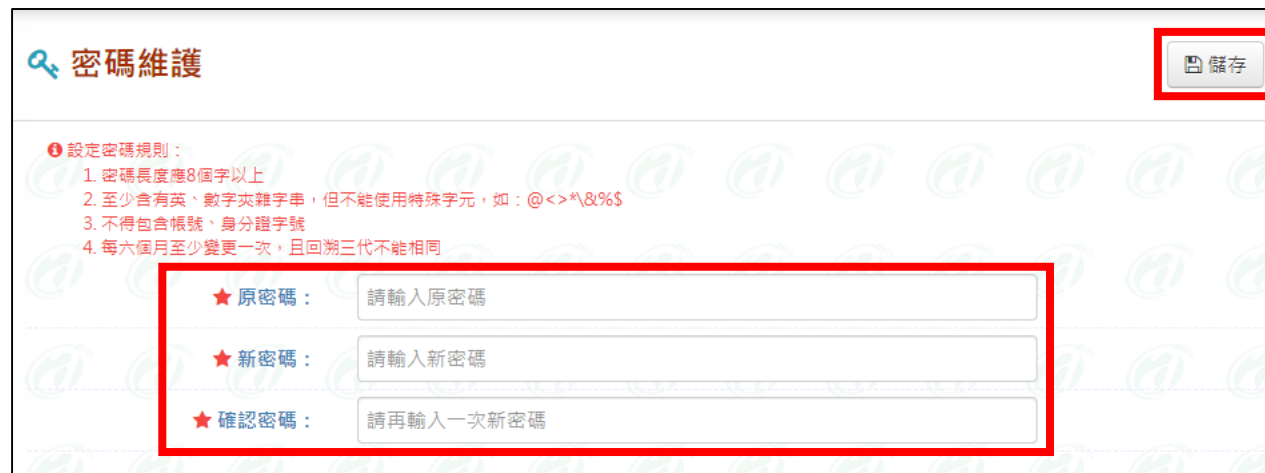 密碼維護
儲存
設定密碼規則：
1. 密碼長度應8個字以上
2. 至少含有英、數字夾雜字串，但不能使用特殊字元，如：@<>*\&%$
3. 不得包含帳號、身分證字號
4. 每六個月至少變更一次，且回溯三代不能相同
原密碼： 請輸入原密碼
新密碼： 請輸入新密碼
確認密碼： 請再輸入一次新密碼